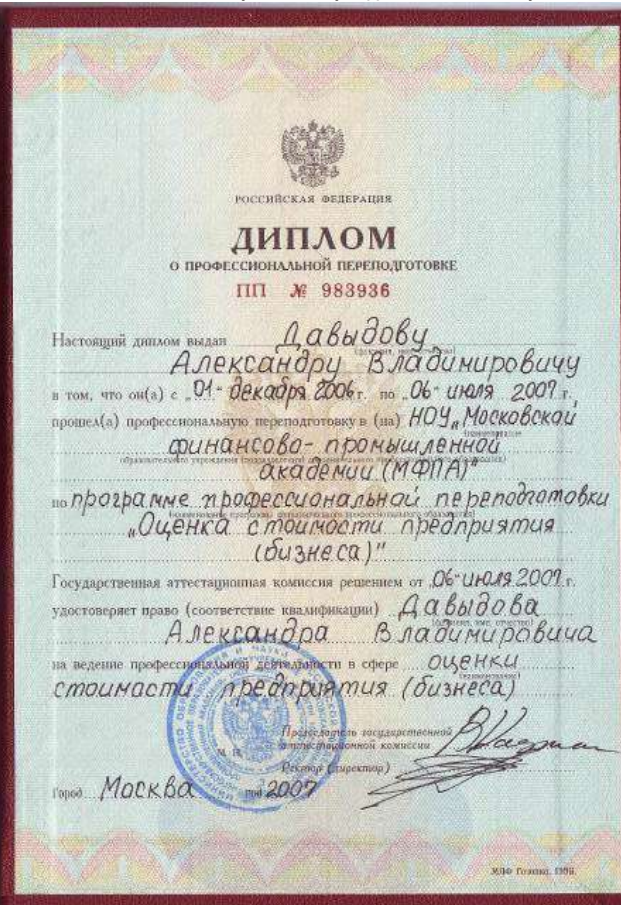 РОССИЙСКАЯ ФЕДЕРАЦИЯ
ДИПЛОМ
О ПРОФЕССИОНАЛЬНОЙ ПЕРЕПОДГОТОВКЕ
ПП № 983936
Настоящий диплом выдан Давыдову
Александру Владимировичу
в том, что он(а) с „01“ декабря 2006 г. по „06“ июля 2007 г.
прошел(а) профессиональную переподготовку в (на) НОУ „Московской
финансово-промышленной
академии (МФПА)“
по программе профессиональной переподготовки
„Оценка стоимости предприятия
(бизнеса)“
Государственная аттестационная комиссия решением от „06“ июля 2007 г.
удостоверяет право (соответствие квалификации) Давыдова
(фамилия, имя, отчество)
Александра Владимировича
на ведение профессиональной деятельности в сфере оценки
(наименование)
стоимости предприятия (бизнеса)
Председатель государственной
аттестационной комиссии
М. П.
Ректор (директор)
Город Москва год 2007